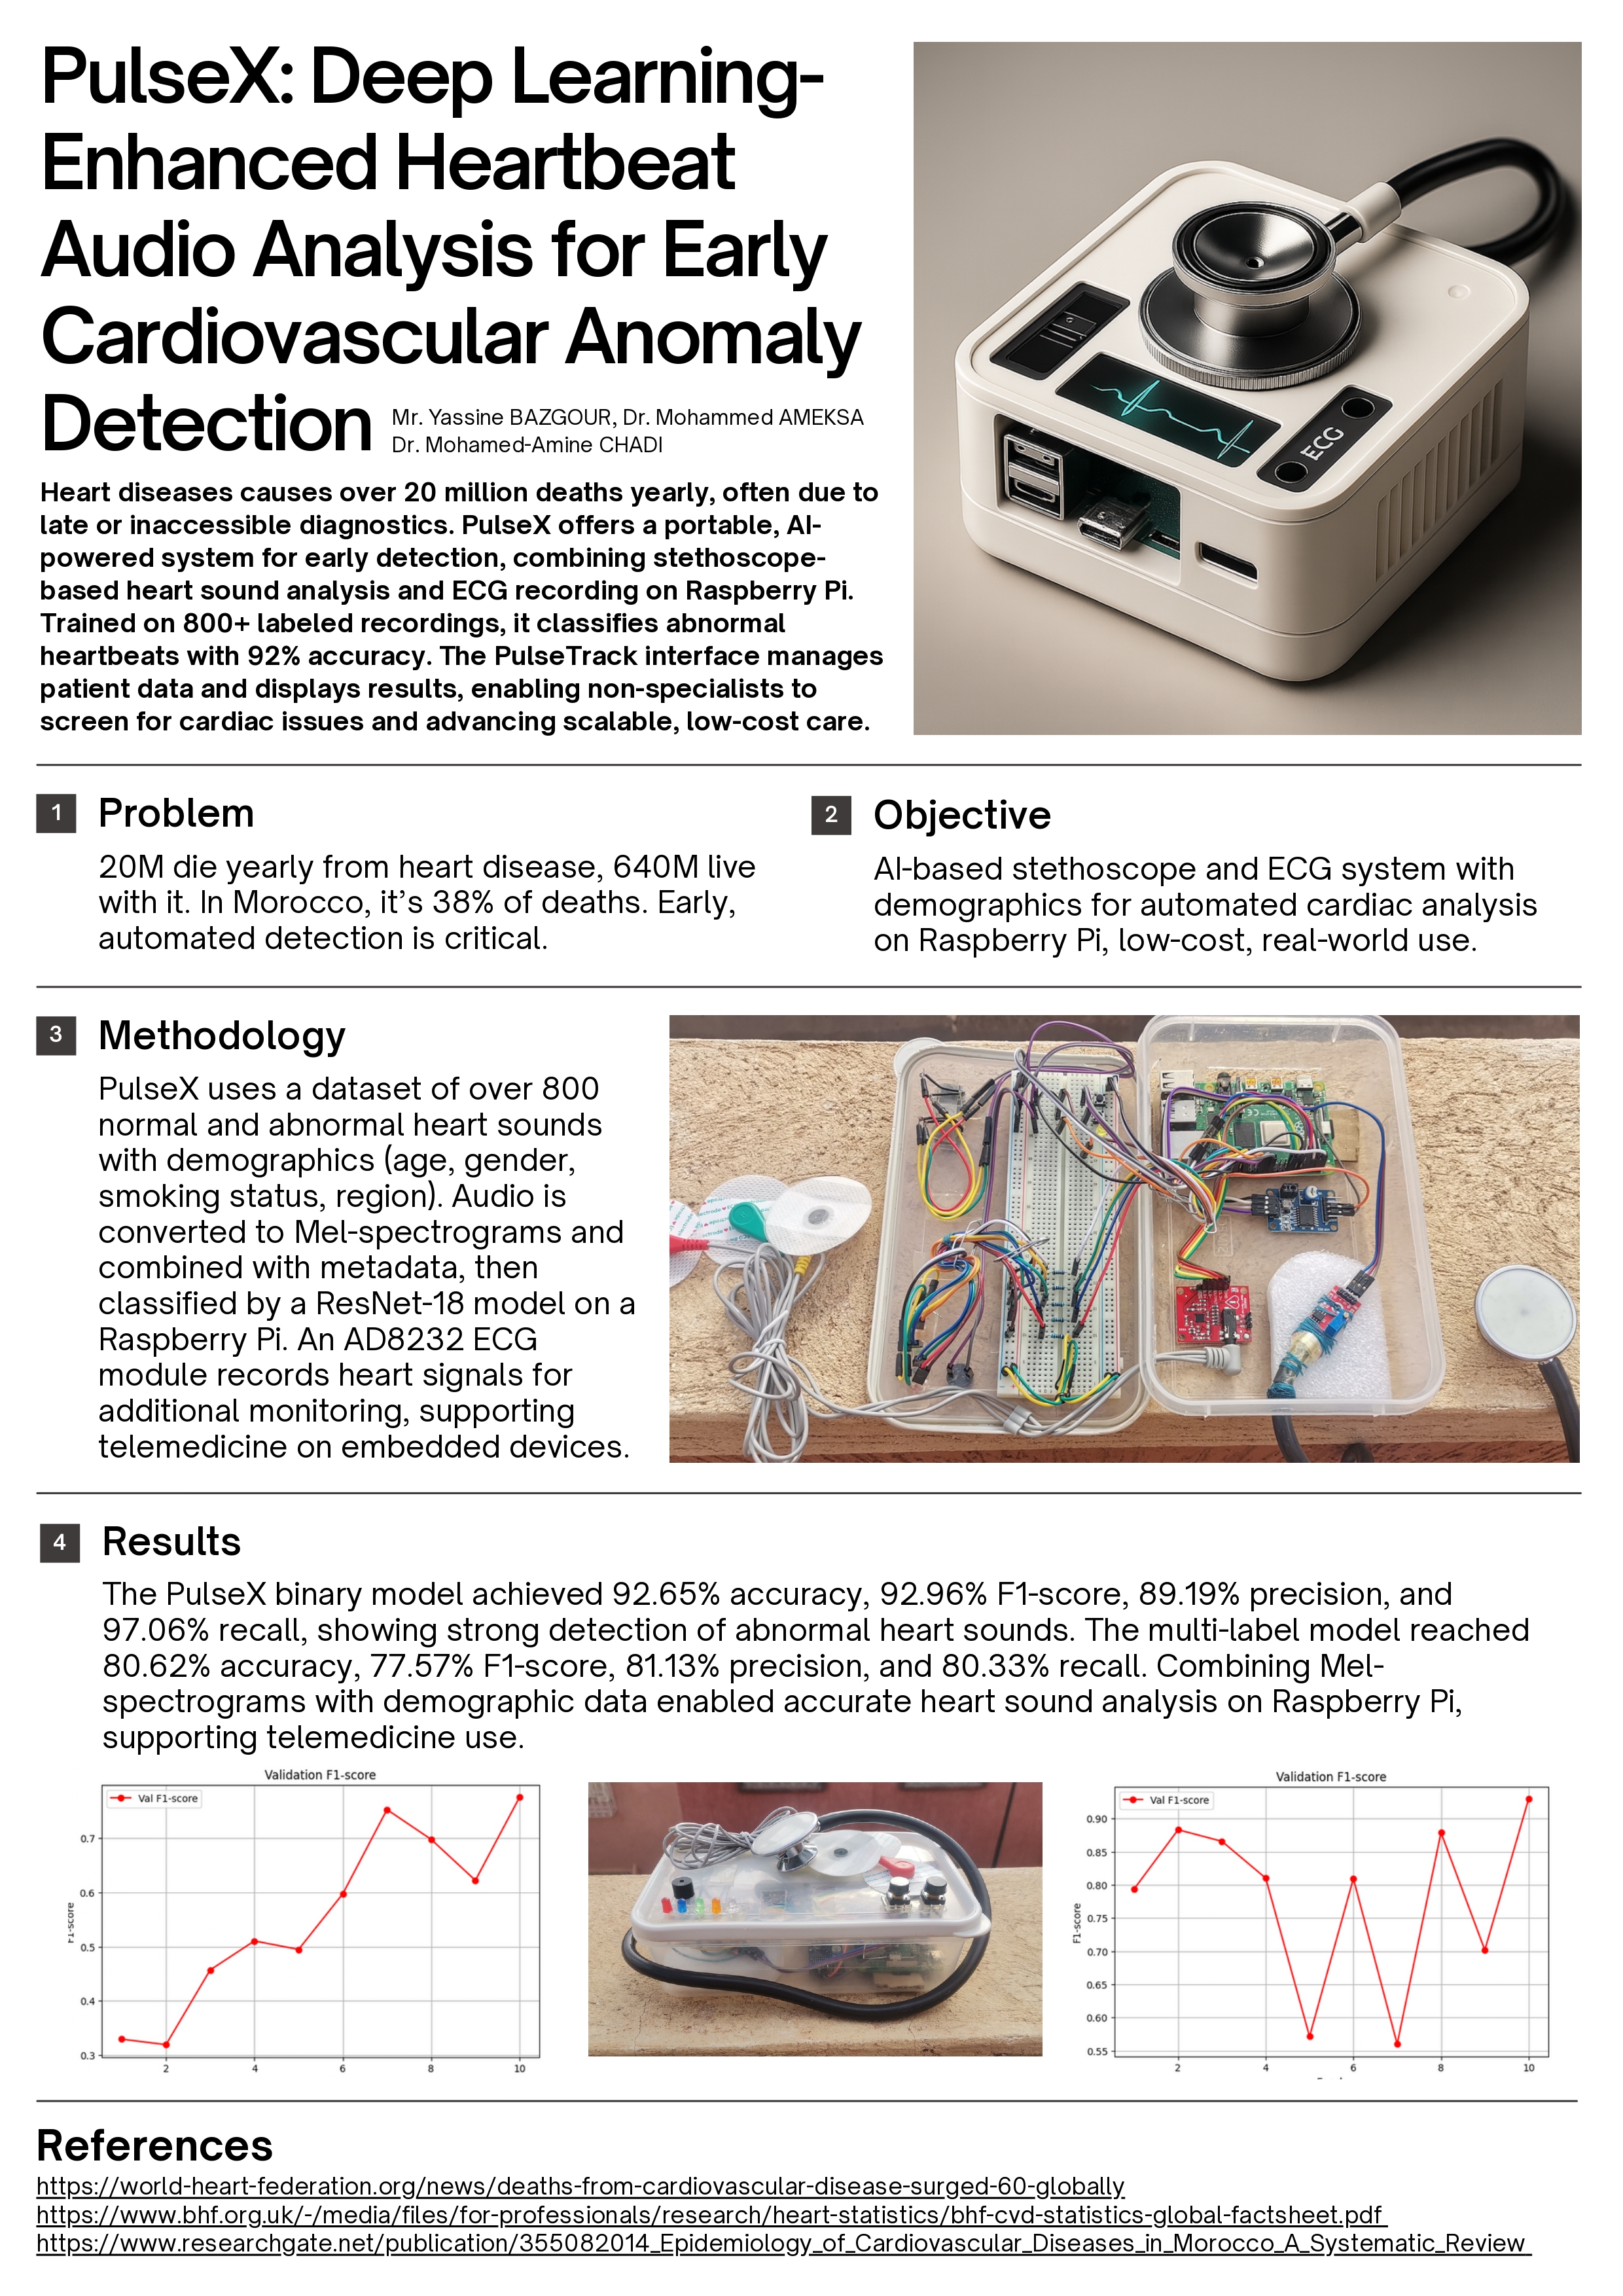 PulseX: Deep Learning-
Enhanced Heartbeat
Audio Analysis for Early
Cardiovascular Anomaly
Detection
Mr. Yassine BAZGOUR, Dr. Mohammed AMEKSA
Dr. Mohamed-Amine CHADI
Heart diseases causes over 20 million deaths yearly, often due to
late or inaccessible diagnostics. PulseX offers a portable, AI-
powered system for early detection, combining stethoscope-
based heart sound analysis and ECG recording on Raspberry Pi.
Trained on 800+ labeled recordings, it classifies abnormal
heartbeats with 92% accuracy. The PulseTrack interface manages
patient data and displays results, enabling non-specialists to
screen for cardiac issues and advancing scalable, low-cost care.
ECG
1 Problem
20M die yearly from heart disease, 640M live
with it. In Morocco, it’s 38% of deaths. Early,
automated detection is critical.
2 Objective
AI-based stethoscope and ECG system with
demographics for automated cardiac analysis
on Raspberry Pi, low-cost, real-world use.
3 Methodology
PulseX uses a dataset of over 800
normal and abnormal heart sounds
with demographics (age, gender,
smoking status, region). Audio is
converted to Mel-spectrograms and
combined with metadata, then
classified by a ResNet-18 model on a
Raspberry Pi. An AD8232 ECG
module records heart signals for
additional monitoring, supporting
telemedicine on embedded devices.
4 Results
The PulseX binary model achieved 92.65% accuracy, 92.96% F1-score, 89.19% precision, and
97.06% recall, showing strong detection of abnormal heart sounds. The multi-label model reached
80.62% accuracy, 77.57% F1-score, 81.13% precision, and 80.33% recall. Combining Mel-
spectrograms with demographic data enabled accurate heart sound analysis on Raspberry Pi,
supporting telemedicine use.
Validation F1-score
Val F1-score
0.7
0.6
0.5
0.4
0.3
F1-score
2 4 6 8 10
Validation F1-score
Val F1-score
0.90
0.85
0.80
0.75
0.70
0.65
0.60
0.55
F1-score
2 4 6 8 10
References
https://world-heart-federation.org/news/deaths-from-cardiovascular-disease-surged-60-globally
https://www.bhf.org.uk/-/media/files/for-professionals/research/heart-statistics/bhf-cvd-statistics-global-factsheet.pdf
https://www.researchgate.net/publication/355082014_Epidemiology_of_Cardiovascular_Diseases_in_Morocco_A_Systematic_Review